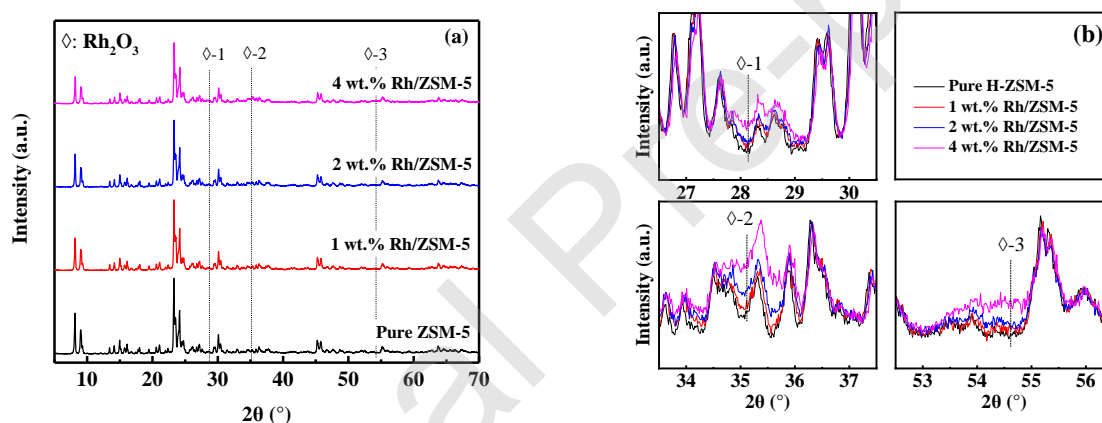 (a)
◊: Rh2O3
◊-1
◊-2
◊-3
4 wt.% Rh/ZSM-5
2 wt.% Rh/ZSM-5
1 wt.% Rh/ZSM-5
Pure ZSM-5
Intensity (a.u.)
10 20 30 40 50 60 70
2θ (°)
(b)
◊-1
Intensity (a.u.)
27 28 29 30
Pure H-ZSM-5
1 wt.% Rh/ZSM-5
2 wt.% Rh/ZSM-5
4 wt.% Rh/ZSM-5
◊-2
Intensity (a.u.)
34 35 36 37
2θ (°)
◊-3
53 54 55 56
2θ (°)
al Pre-p